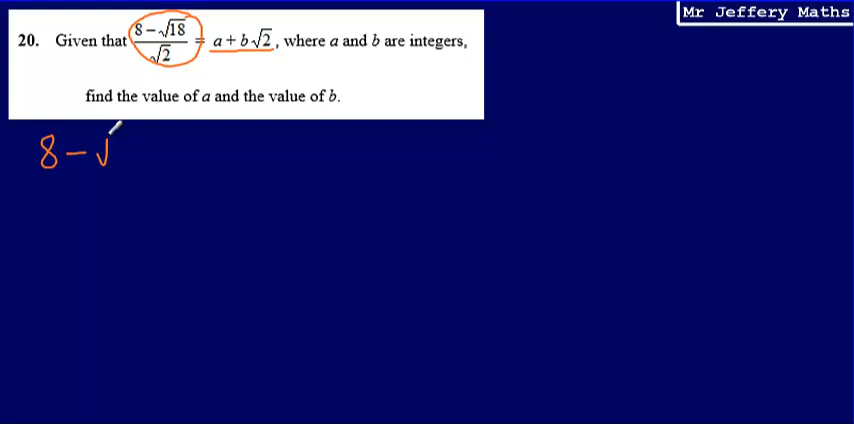 Mr Jeffery Maths
20. Given that (8 − √18)/√2 = a + b√2, where a and b are integers,
find the value of a and the value of b.
8 − √